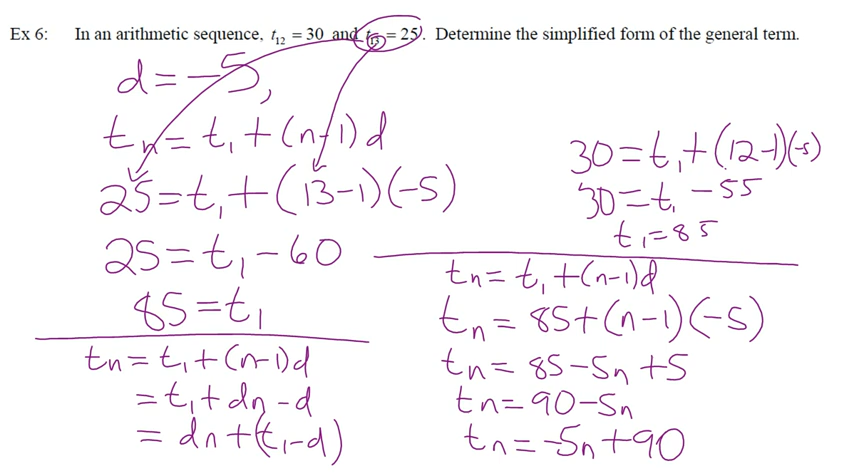 Ex 6: In an arithmetic sequence, t₁₂ = 30 and t₁₃ = 25. Determine the simplified form of the general term.
d = -5,
tn = t₁ + (n-1)d
25 = t₁ + (13-1)(-5)
25 = t₁ - 60
85 = t₁
tn = t₁ + (n-1)d
= t₁ + dn - d
= dn + (t₁-d)
30 = t₁ + (12-1)(-5)
30 = t₁ - 55
t₁ = 85
tn = t₁ + (n-1)d
tn = 85 + (n-1)(-5)
tn = 85 - 5n + 5
tn = 90 - 5n
tn = -5n + 90